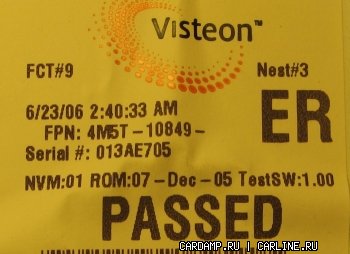 Visteon™
FCT#9 Nest#3
6/23/06 2:40:33 AM ER
FPN: 4M5T-10849-
Serial #: 013AE705
NVM:01 ROM:07-Dec-05 TestSW:1.00
PASSED
CARDAMP.RU | CARLINE.RU